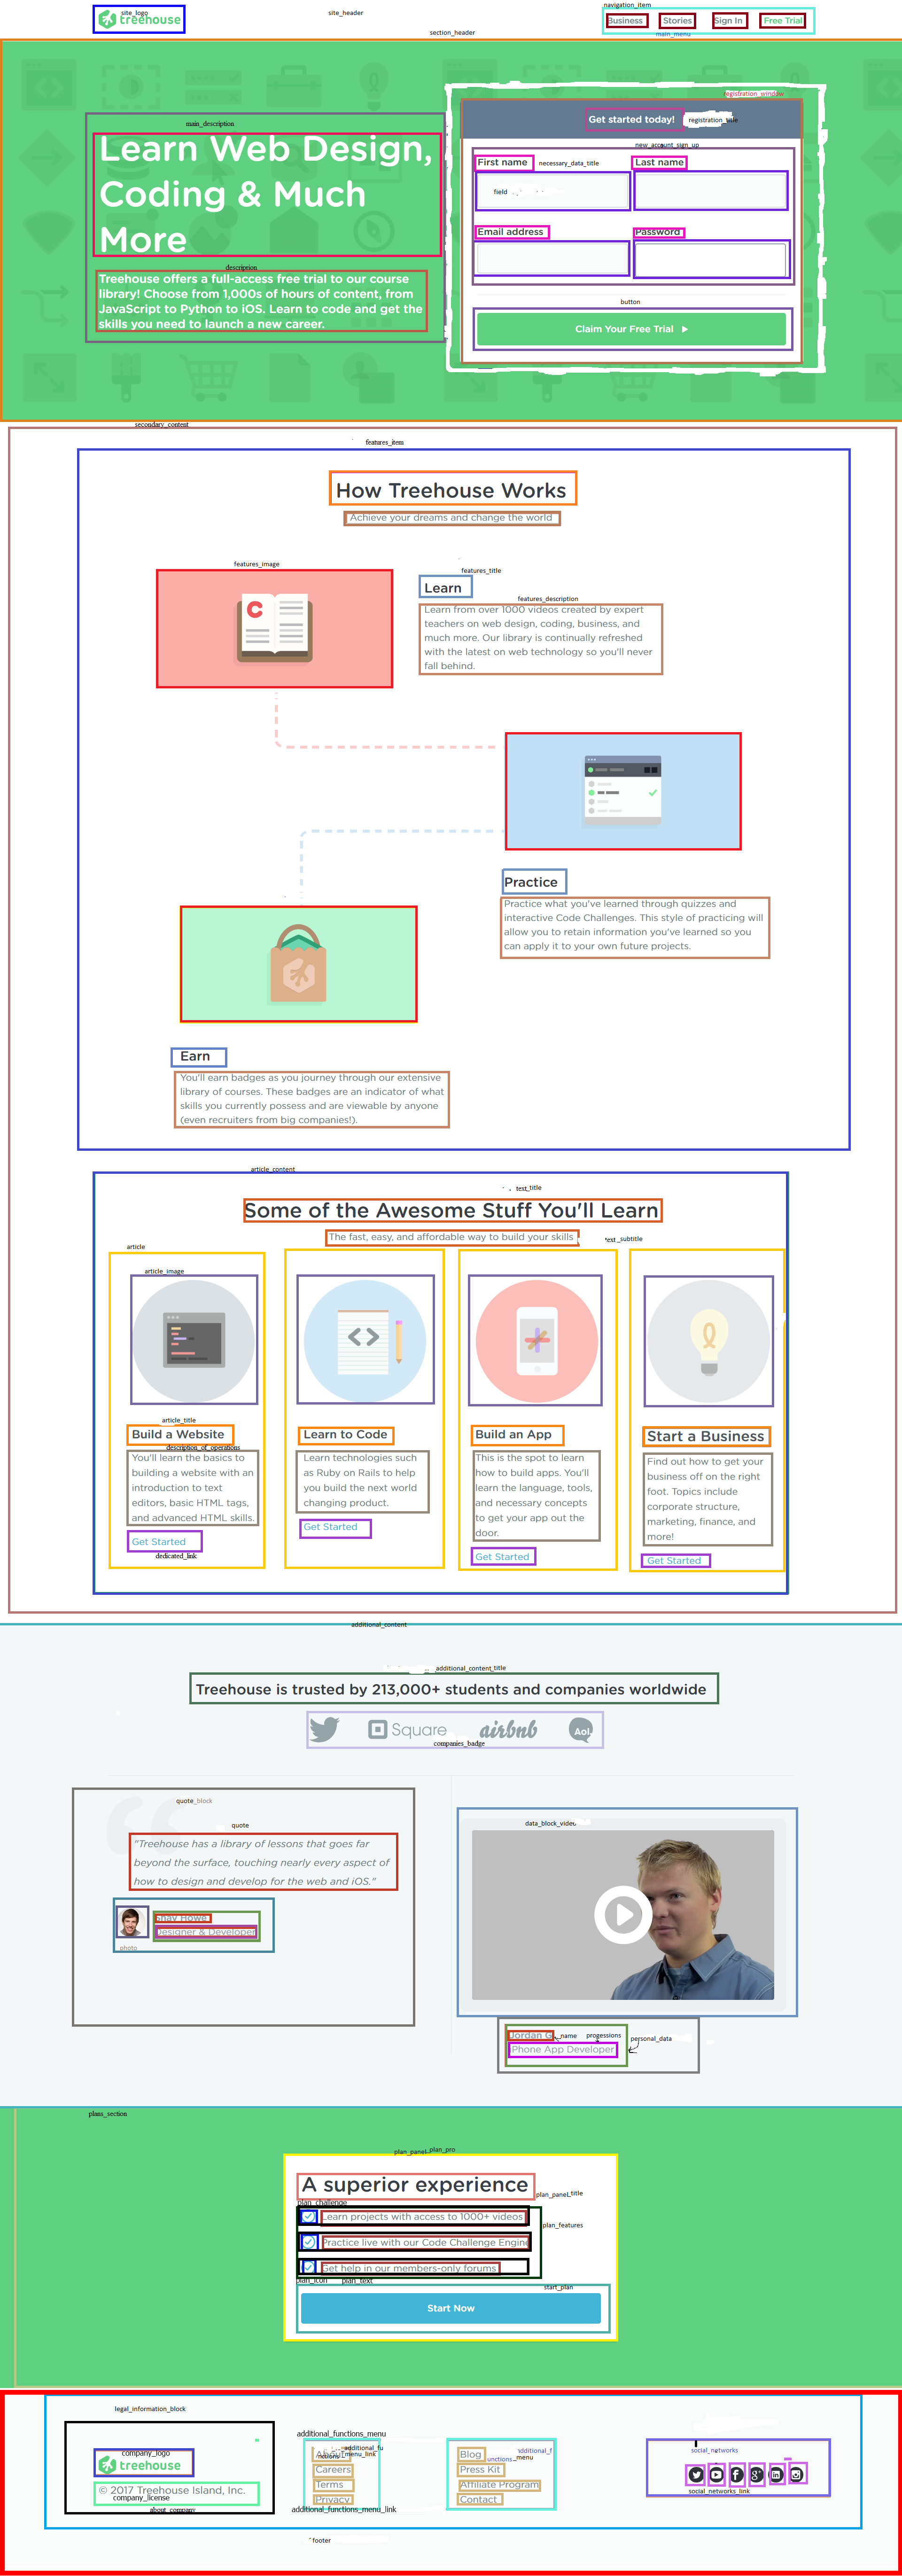 site_logo
treehouse
site_header
section_header
navigation_item
Business
Stories
Sign In
Free Trial
main_menu
registration_window
main_description
Learn Web Design,
Coding & Much
More
description
Treehouse offers a full-access free trial to our course
library! Choose from 1,000s of hours of content, from
JavaScript to Python to iOS. Learn to code and get the
skills you need to launch a new career.
Get started today!
new_account_sign_up
First name
necessary_data_title
Last name
field
Email address
Password
button
Claim Your Free Trial
secondary_content
features_item
How Treehouse Works
Achieve your dreams and change the world
features_image
C
features_title
Learn
features_description
Learn from over 1000 videos created by expert
teachers on web design, coding, business, and
much more. Our library is continually refreshed
with the latest on web technology so you'll never
fall behind.
Practice
Practice what you've learned through quizzes and
interactive Code Challenges. This style of practicing will
allow you to retain information you've learned so you
can apply it to your own future projects.
Earn
You'll earn badges as you journey through our extensive
library of courses. These badges are an indicator of what
skills you currently possess and are viewable by anyone
(even recruiters from big companies!).
article_content
text_title
Some of the Awesome Stuff You'll Learn
The fast, easy, and affordable way to build your skills
text_subtitle
article
article_image
article_title
Build a Website
description_of_operations
You'll learn the basics to
building a website with an
introduction to text
editors, basic HTML tags,
and advanced HTML skills.
Get Started
dedicated_link
Learn to Code
Learn technologies such
as Ruby on Rails to help
you build the next world
changing product.
Get Started
Build an App
This is the spot to learn
how to build apps. You'll
learn the language, tools,
and necessary concepts
to get your app out the
door.
Get Started
Start a Business
Find out how to get your
business off on the right
foot. Topics include
corporate structure,
marketing, finance, and
more!
Get Started
additional_content
additional_content_title
Treehouse is trusted by 213,000+ students and companies worldwide
Square
airbnb
Aol
companies_badge
quote_block
quote
"Treehouse has a library of lessons that goes far
beyond the surface, touching nearly every aspect of
how to design and develop for the web and iOS."
Shay Howe
Designer & Developer
photo
data_block_video
Jordan G
name
progessions
personal_data
iPhone App Developer
plans_section
plan_panel_plan_pro
A superior experience
plan_panel_title
plan_challenge
Learn projects with access to 1000+ videos
plan_features
Practice live with our Code Challenge Engine
Get help in our members-only forums
plan_icon
plan_text
start_plan
Start Now
legal_information_block
company_logo
treehouse
© 2017 Treehouse Island, Inc.
company_license
about_company
additional_functions_menu
Careers
Terms
Privacy
additional_functions_menu_link
Blog
Press Kit
Affiliate Program
Contact
social_networks
social_networks_link
footer